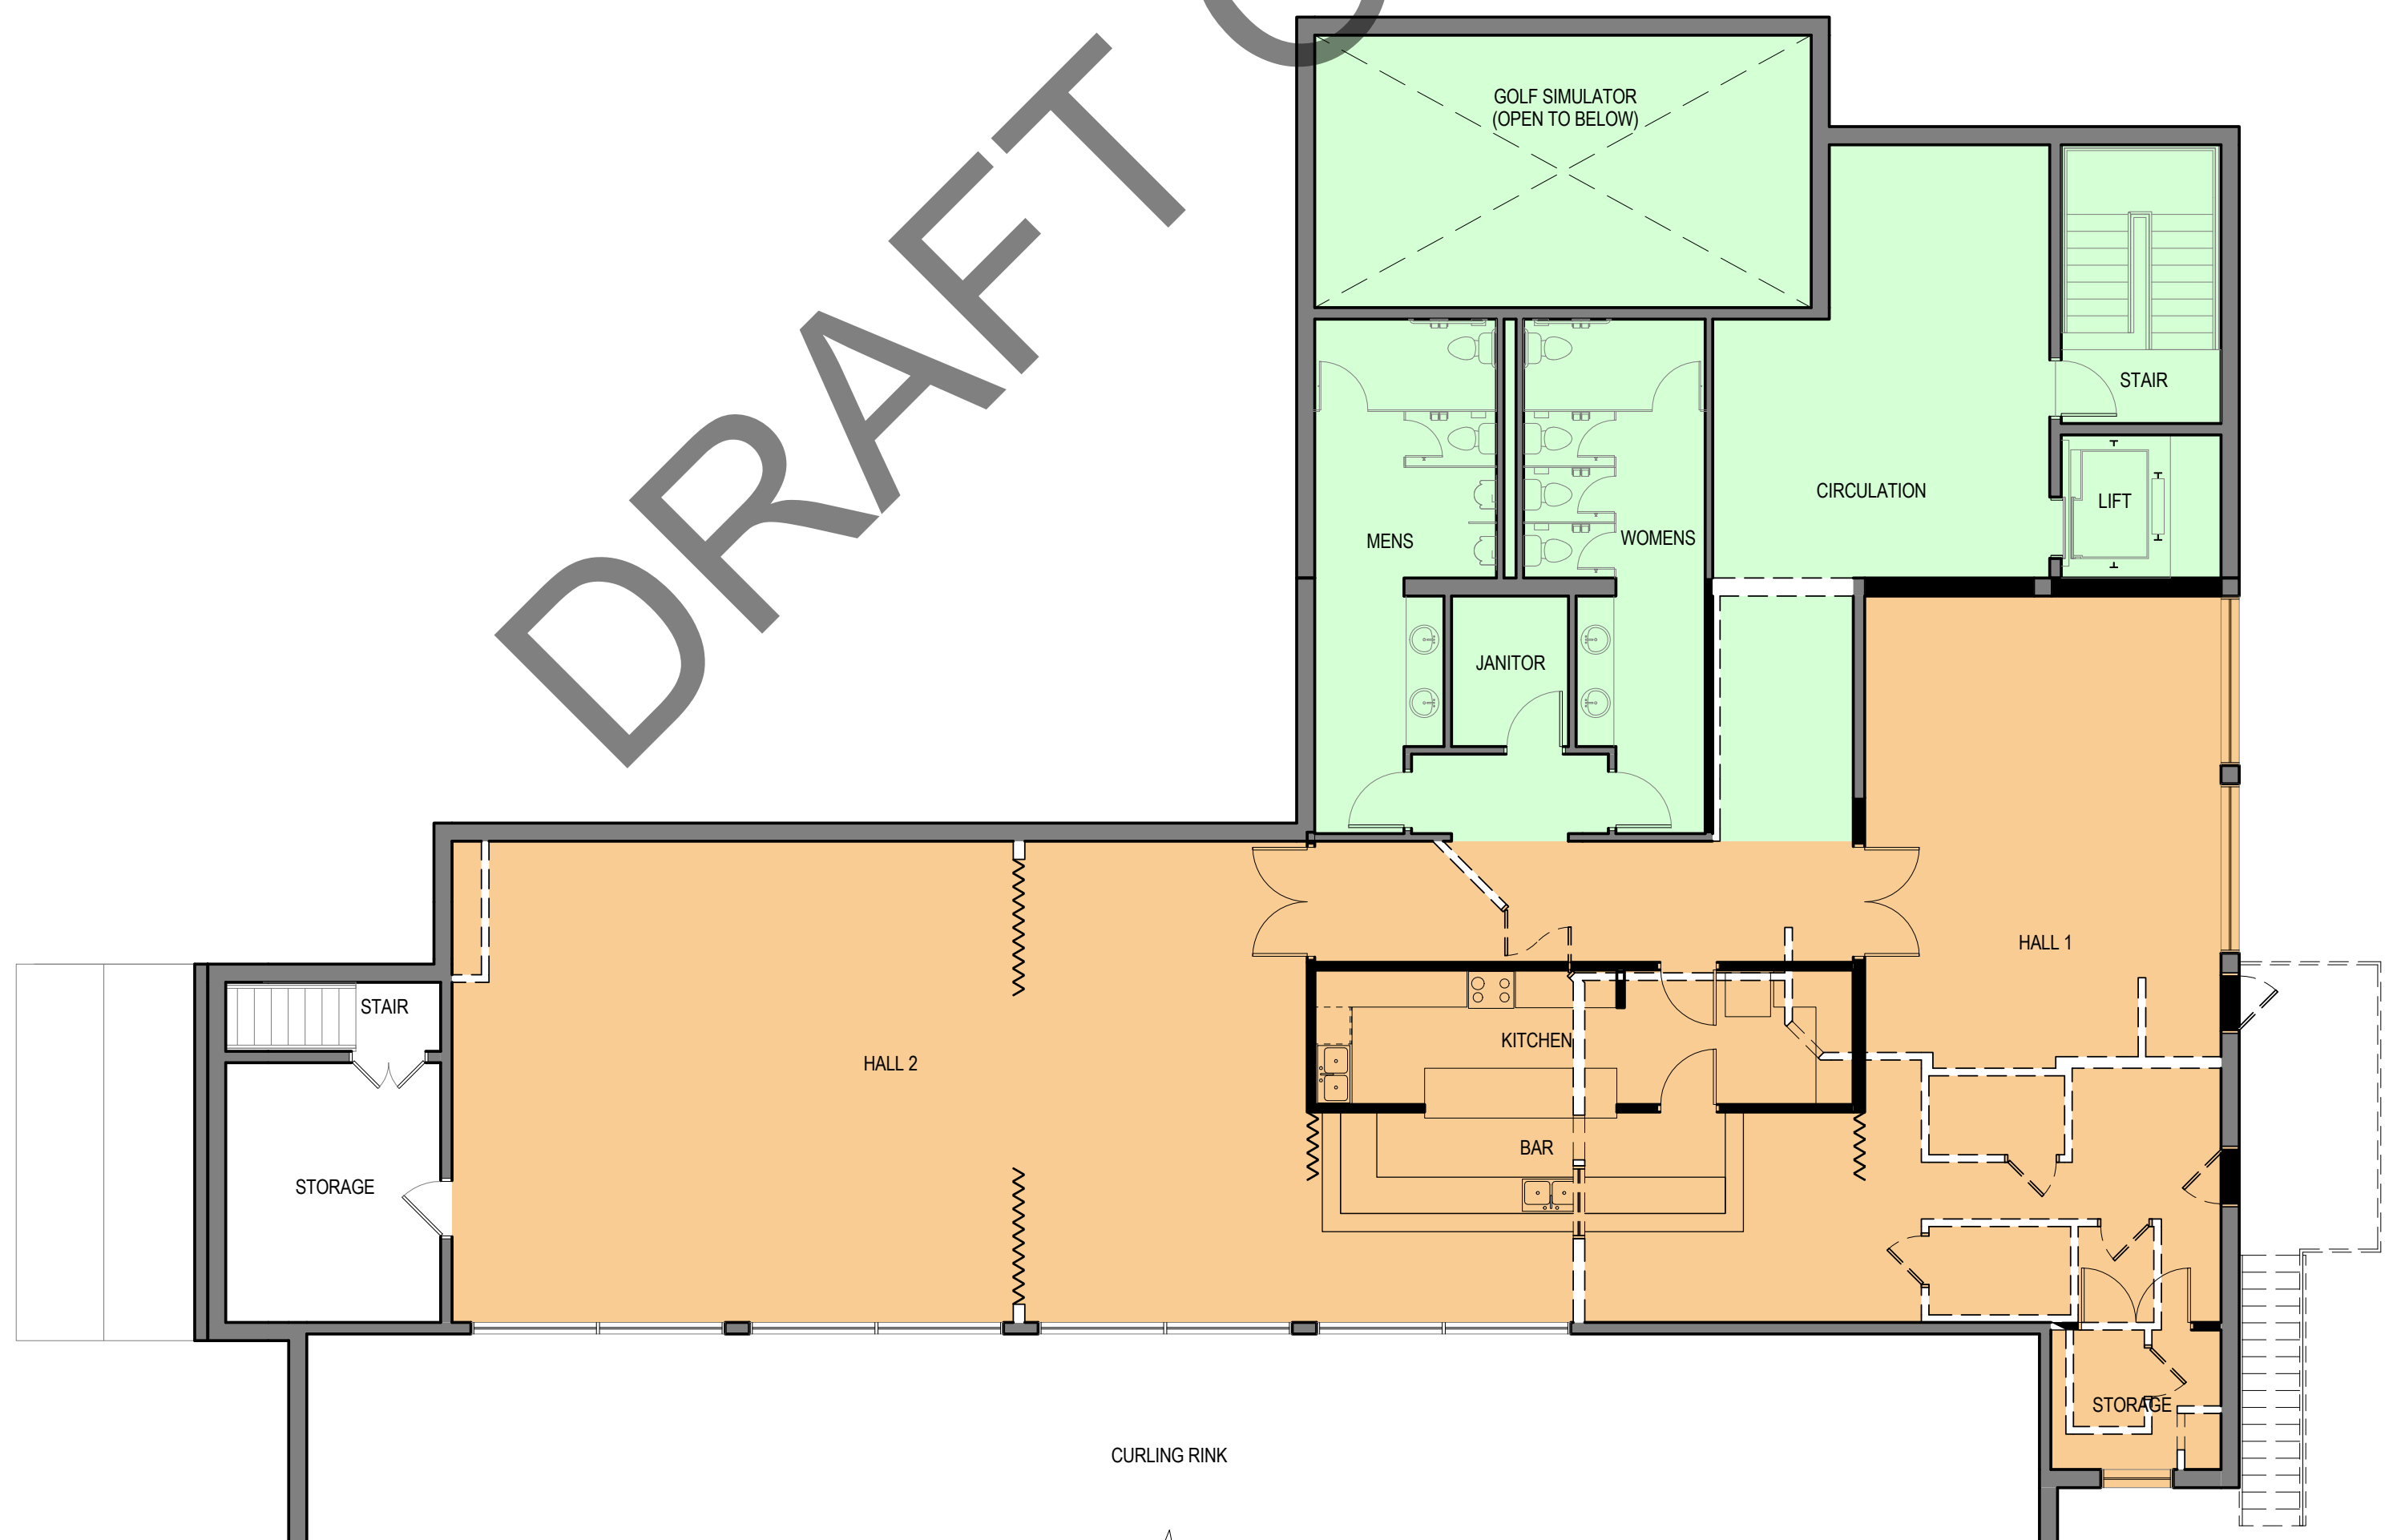 DRAFT
GOLF SIMULATOR
(OPEN TO BELOW)
STAIR
CIRCULATION
LIFT
MENS
WOMENS
JANITOR
HALL 1
STAIR
KITCHEN
HALL 2
BAR
STORAGE
STORAGE
CURLING RINK